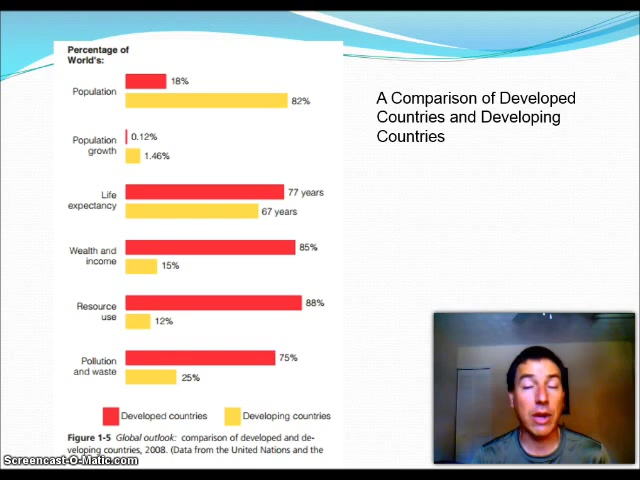 Percentage of
World's:
Population
18%
82%
Population
growth
0.12%
1.46%
Life
expectancy
77 years
67 years
Wealth and
income
85%
15%
Resource
use
88%
12%
Pollution
and waste
75%
25%
Developed countries
Developing countries
Figure 1-5 Global outlook: comparison of developed and de-
veloping countries, 2008. (Data from the United Nations and the
A Comparison of Developed
Countries and Developing
Countries
Screencast-O-Matic.com